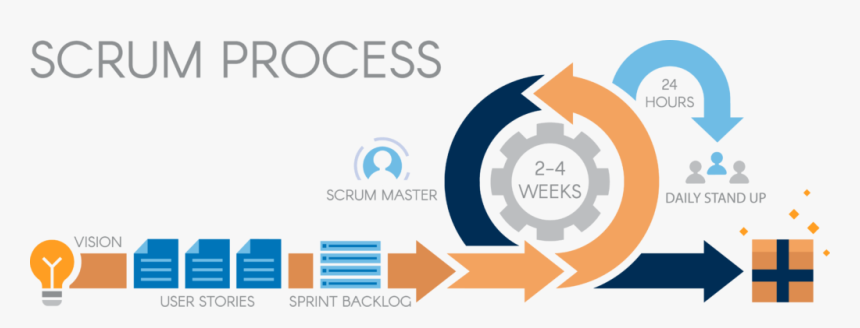 SCRUM PROCESS
24
HOURS
2-4
WEEKS
SCRUM MASTER
DAILY STAND UP
VISION
USER STORIES
SPRINT BACKLOG